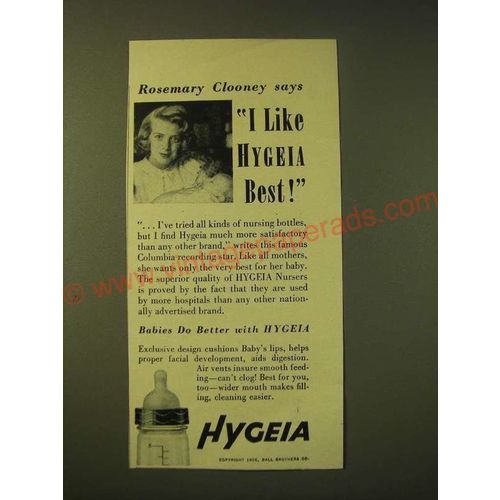 Rosemary Clooney says
"I Like
HYGEIA
Best!"
"... I've tried all kinds of nursing bottles,
but I find Hygeia much more satisfactory
than any other brand," writes this famous
Columbia recording star. Like all mothers,
she wants only the very best for her baby.
The superior quality of HYGEIA Nursers
is proved by the fact that they are used
by more hospitals than any other nation-
ally advertised brand.
Babies Do Better with HYGEIA
Exclusive design cushions Baby's lips, helps
proper facial development, aids digestion.
Air vents insure smooth feed-
ing—can't clog! Best for you,
too—wider mouth makes fill-
ing, cleaning easier.
HYGEIA
BALL BROTHERS CO.